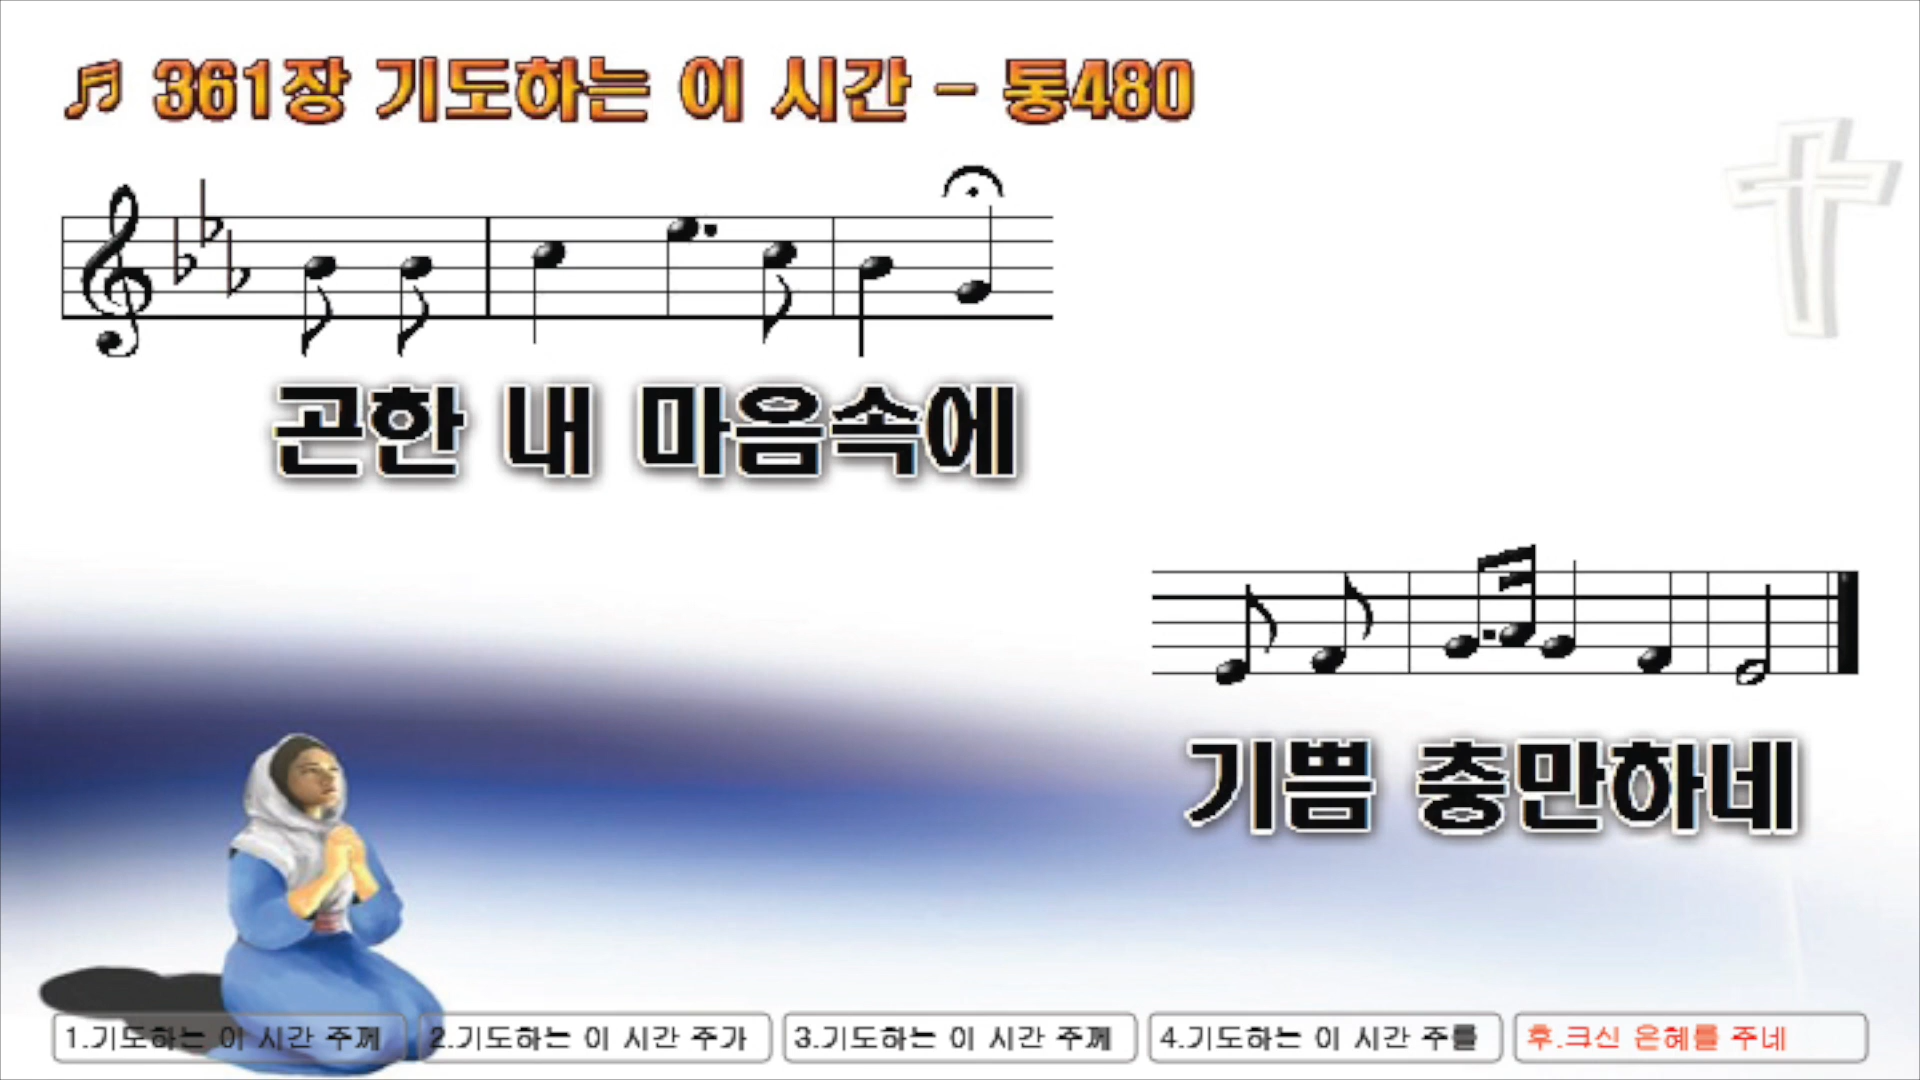 361장 기도하는 이 시간 - 통480
곤한 내 마음속에
기쁨 충만하네
1.기도하는 이 시간 주께
2.기도하는 이 시간 주가
3.기도하는 이 시간 주께
4.기도하는 이 시간 주를
후.크신 은혜를 주네